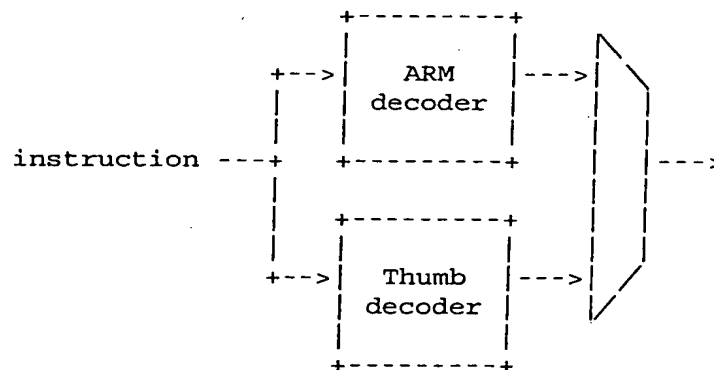 ARM
decoder
instruction
Thumb
decoder